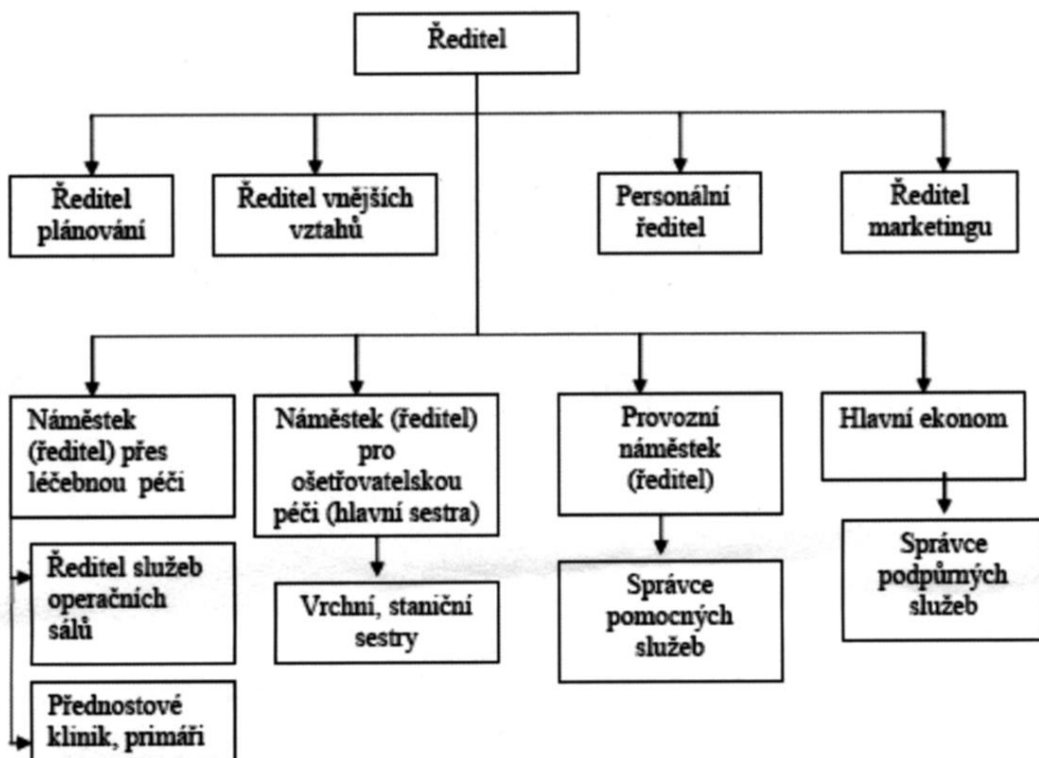 Ředitel
Ředitel
plánování
Ředitel vnějších
vztahů
Personální
ředitel
Ředitel
marketingu
Náměstek
(ředitel) přes
léčebnou péči
Náměstek (ředitel)
pro
ošetřovatelskou
péči (hlavní sestra)
Provozní
náměstek
(ředitel)
Hlavní ekonom
Ředitel služeb
operačních
sálů
Vrchní, staniční
sestry
Správce
pomocných
služeb
Správce
podpůrných
služeb
Přednostové
klinik, primáři